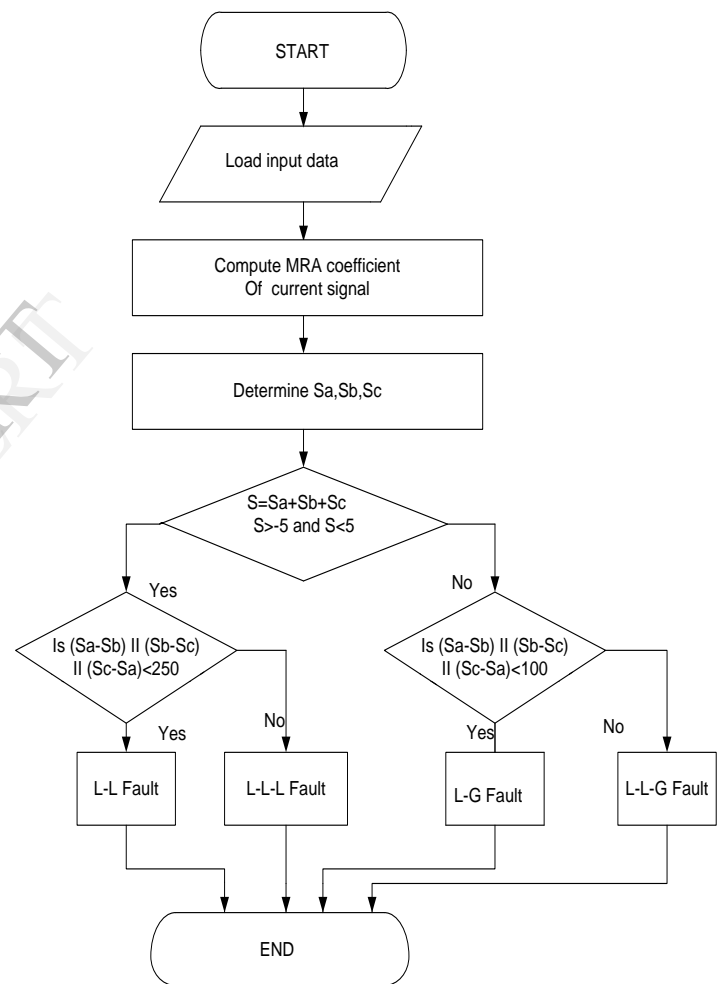 START
Load input data
Compute MRA coefficient
Of current signal
Determine Sa,Sb,Sc
S=Sa+Sb+Sc
S>-5 and S<5
Yes
No
Is (Sa-Sb) II (Sb-Sc)
II (Sc-Sa)<250
Is (Sa-Sb) II (Sb-Sc)
II (Sc-Sa)<100
Yes
No
Yes
No
L-L Fault
L-L-L Fault
L-G Fault
L-L-G Fault
END